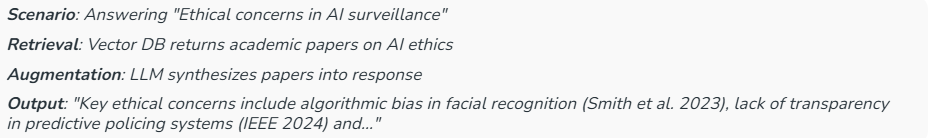 Scenario: Answering "Ethical concerns in AI surveillance"
Retrieval: Vector DB returns academic papers on AI ethics
Augmentation: LLM synthesizes papers into response
Output: "Key ethical concerns include algorithmic bias in facial recognition (Smith et al. 2023), lack of transparency
in predictive policing systems (IEEE 2024) and..."